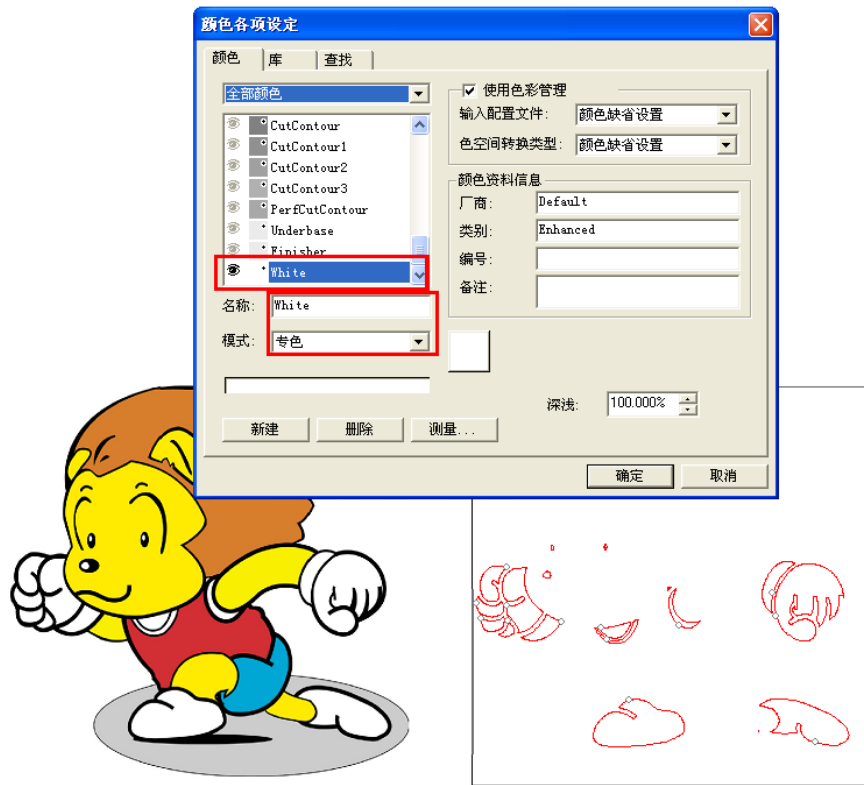 颜色各项设定
颜色 库 查找
全部颜色
CutContour
CutContour1
CutContour2
CutContour3
PerfCutContour
Underbase
Finisher
White
名称: White
模式: 专色
新建 删除 测量...
使用色彩管理
输入配置文件: 颜色缺省设置
色空间转换类型: 颜色缺省设置
颜色资料信息
厂商: Default
类别: Enhanced
编号:
备注:
深浅: 100.000%
确定 取消